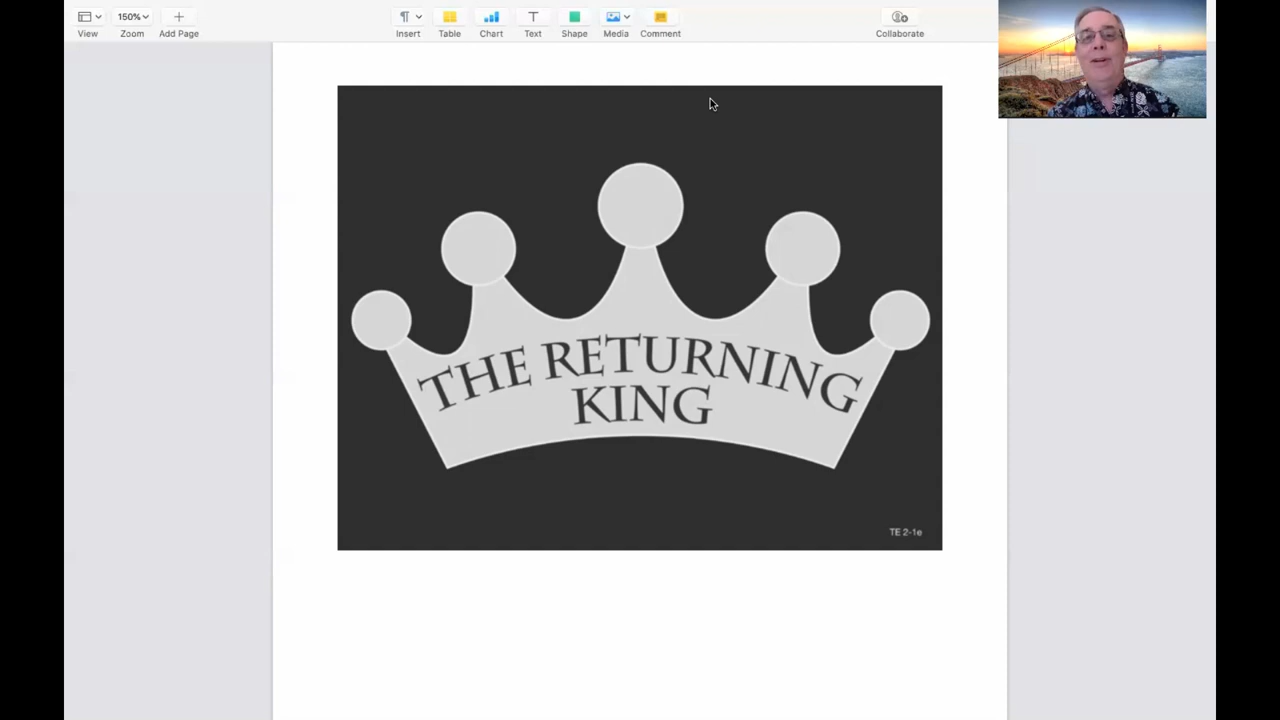 150%
View
Zoom
Add Page
Insert
Table
Chart
Text
Shape
Media
Comment
Collaborate
THE RETURNING
KING
TE 2-1e